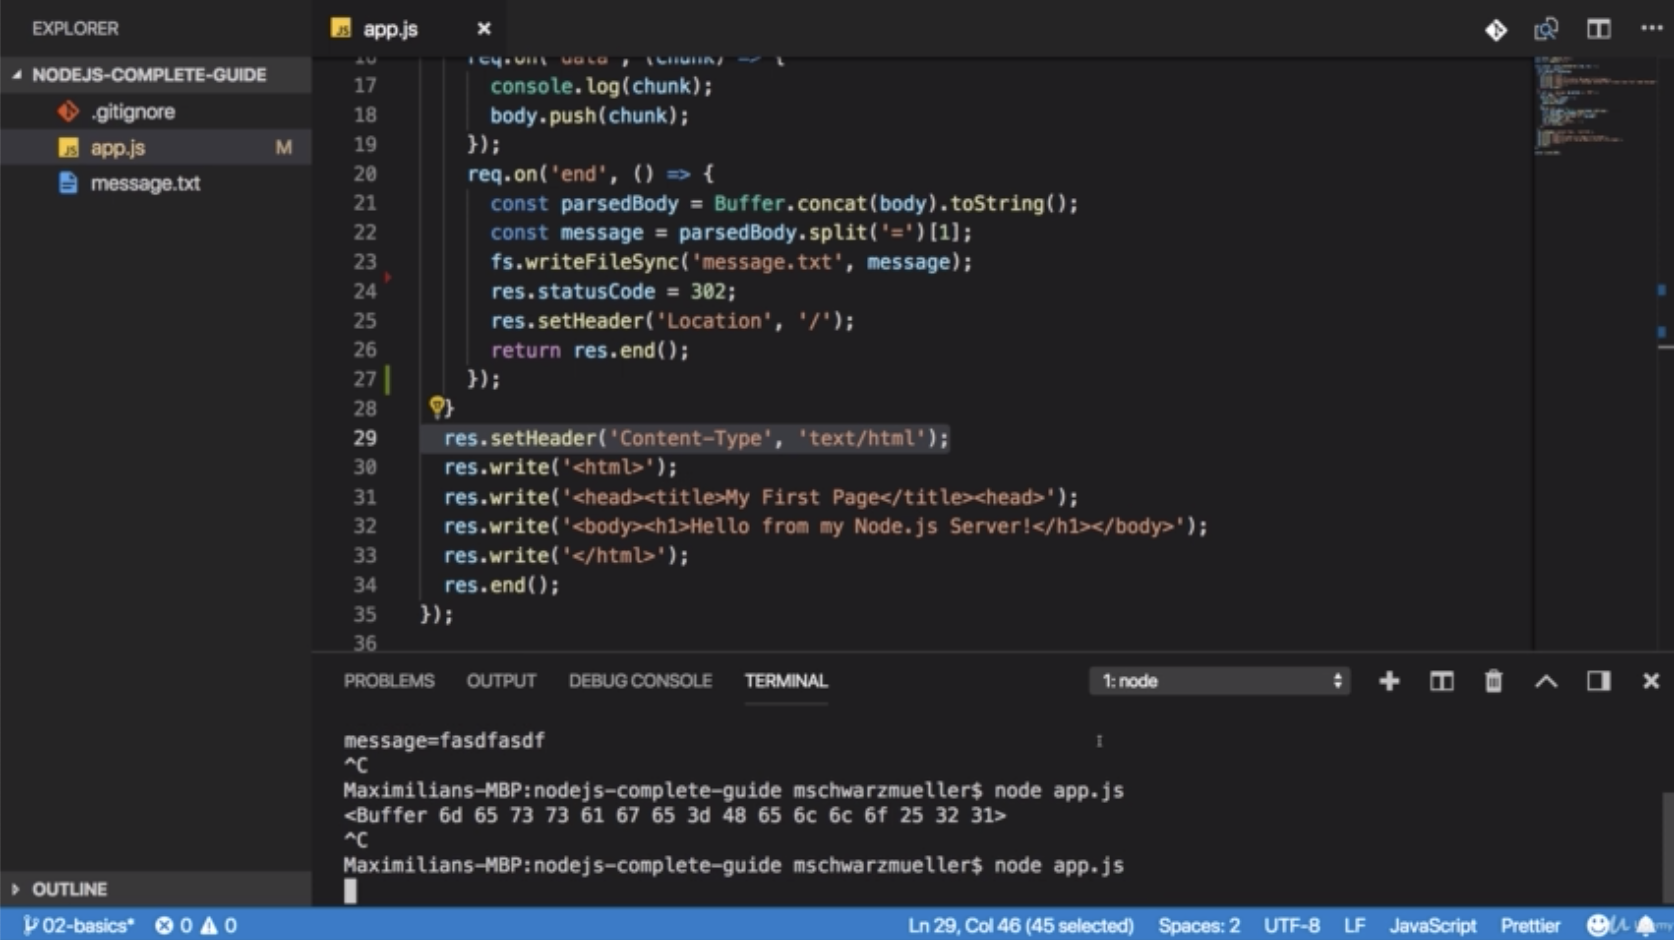 EXPLORER
NODEJS-COMPLETE-GUIDE
.gitignore
app.js M
message.txt
OUTLINE
app.js
16 req.on('data', (chunk) => {
17 console.log(chunk);
18 body.push(chunk);
19 });
20 req.on('end', () => {
21 const parsedBody = Buffer.concat(body).toString();
22 const message = parsedBody.split('=')[1];
23 fs.writeFileSync('message.txt', message);
24 res.statusCode = 302;
25 res.setHeader('Location', '/');
26 return res.end();
27 });
28 }
29 res.setHeader('Content-Type', 'text/html');
30 res.write('<html>');
31 res.write('<head><title>My First Page</title><head>');
32 res.write('<body><h1>Hello from my Node.js Server!</h1></body>');
33 res.write('</html>');
34 res.end();
35 });
36
PROBLEMS OUTPUT DEBUG CONSOLE TERMINAL 1: node
message=fasdfasdf
^C
Maximilians-MBP:nodejs-complete-guide mschwarzmueller$ node app.js
<Buffer 6d 65 73 73 61 67 65 3d 48 65 6c 6c 6f 25 32 31>
^C
Maximilians-MBP:nodejs-complete-guide mschwarzmueller$ node app.js
02-basics* 0 0 Ln 29, Col 46 (45 selected) Spaces: 2 UTF-8 LF JavaScript Prettier